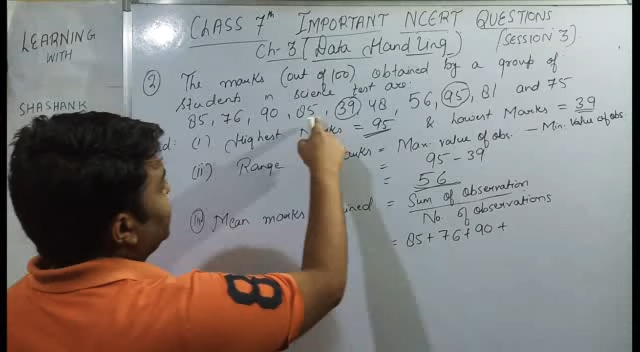 LEARNING
WITH
SHASHANK
CLASS 7th IMPORTANT NCERT QUESTIONS
Ch-3 (Data Handling) (SESSION 3)
② The marks (out of 100) obtained by a group of
students in science test are:
85, 76, 90, 85, 39, 48, 56, 95, 81 and 75
(i) Highest Marks = 95 & lowest Marks = 39
(ii) Range = Max. value of obs. - Min. value of obs.
= 95 - 39
= 56
Mean = Sum of Observation
No. of observations
= 85 + 76 + 90 +
8